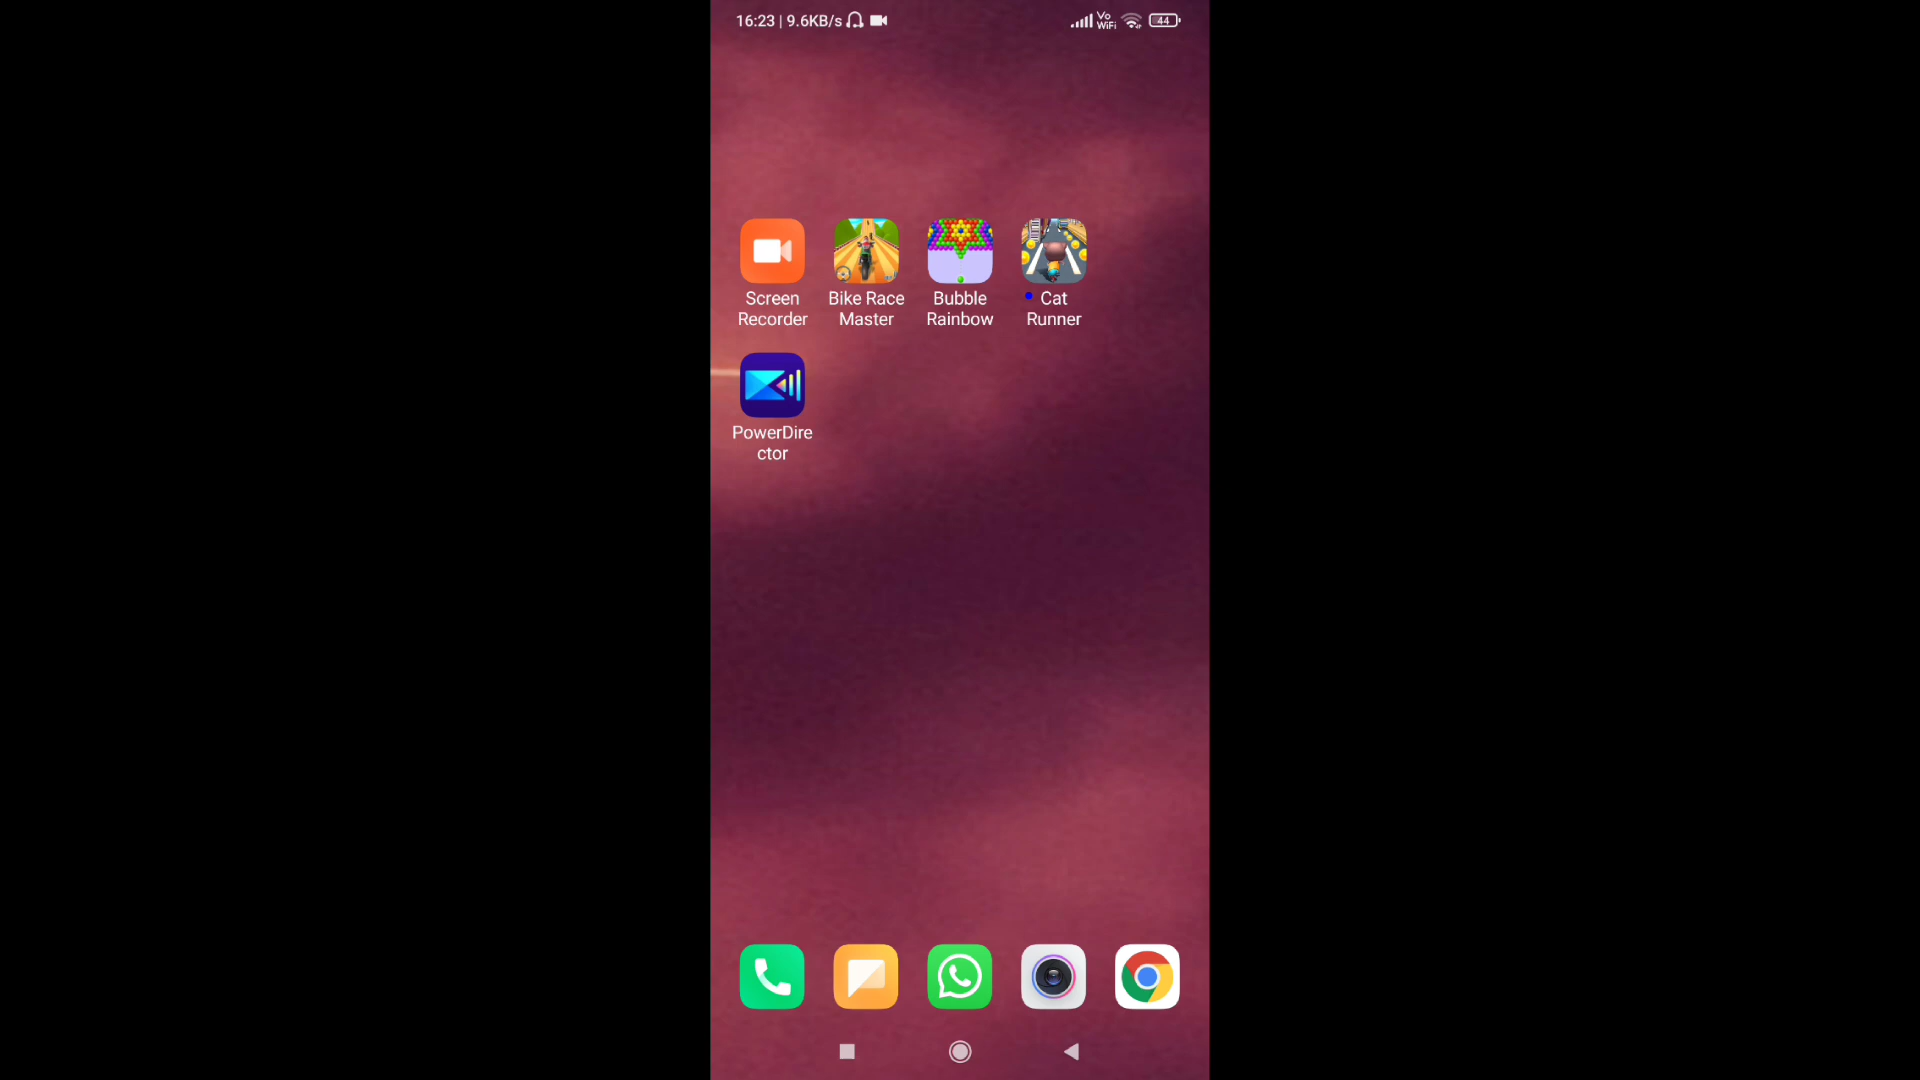 16:23 | 9.6KB/s
Vo
WiFi
44
Screen
Recorder
Bike Race
Master
Bubble
Rainbow
Cat
Runner
PowerDire
ctor